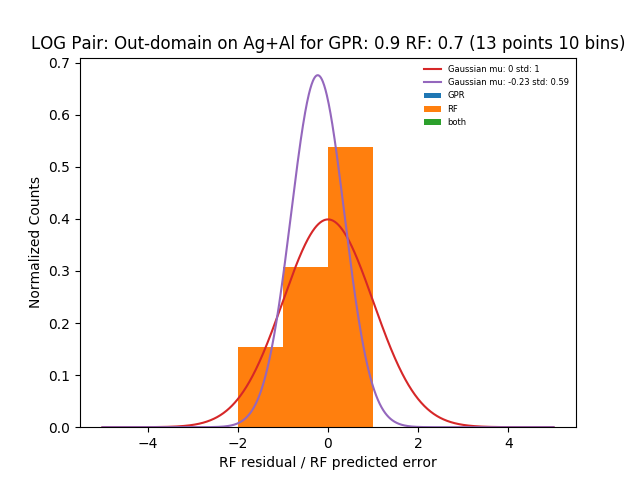 LOG Pair: Out-domain on Ag+Al for GPR: 0.9 RF: 0.7 (13 points 10 bins)
Gaussian mu: 0 std: 1
Gaussian mu: -0.23 std: 0.59
GPR
RF
both
Normalized Counts
0.7
0.6
0.5
0.4
0.3
0.2
0.1
0.0
−4 −2 0 2 4
RF residual / RF predicted error